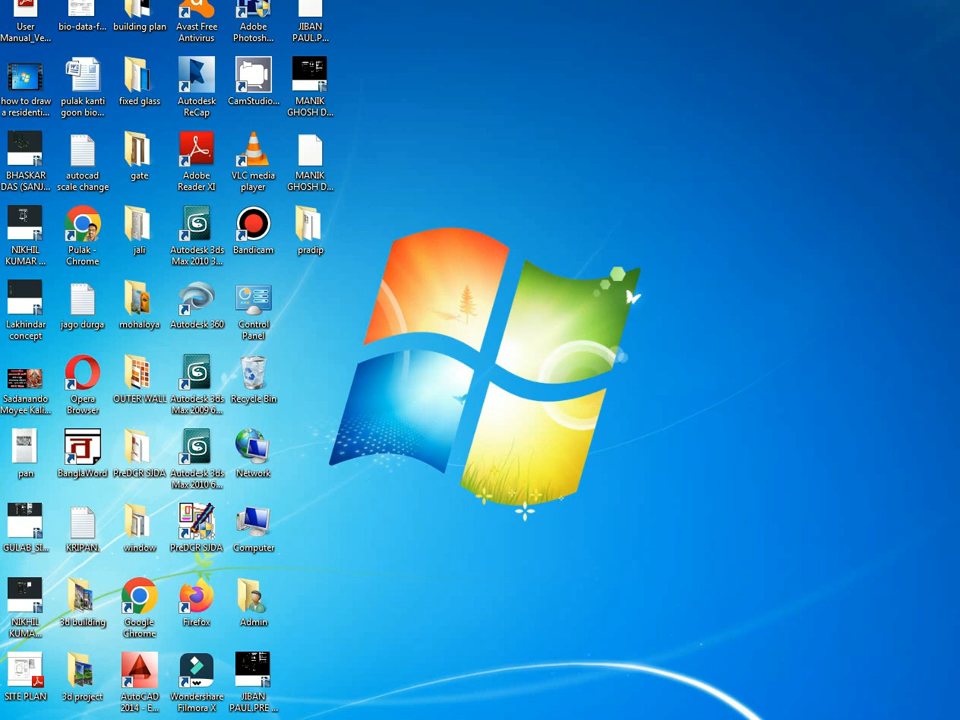 User
Manual_Ve...
bio-data-f...
building plan
Avast Free
Antivirus
Adobe
Photosh...
JIBAN
PAUL.P...
how to draw
a residenti...
pulak kanti
goon bio...
fixed glass
Autodesk
ReCap
CamStudio...
MANIK
GHOSH D...
BHASKAR
DAS (SANJ...
autocad
scale change
gate
Adobe
Reader XI
VLC media
player
MANIK
GHOSH D...
NIKHIL
KUMAR ...
Pulak -
Chrome
jali
Autodesk 3ds
Max 2010 3...
Bandicam
pradip
Lakhindar
concept
jago durga
mohaloya
Autodesk 360
Control
Panel
Sadanando
Moyee Kali...
Opera
Browser
OUTER WALL
Autodesk 3ds
Max 2009 6...
Recycle Bin
pan
BanglaWord
PreDCR SJDA
Autodesk 3ds
Max 2010 6...
Network
GULAB_SI...
KRIPAN.
window
PreDCR SJDA
Computer
NIKHIL
KUMA...
3d building
Google
Chrome
Firefox
Admin
SITE PLAN
3d project
AutoCAD
2014 - E...
Wondershare
Filmora X
JIBAN
PAUL.PRE ...